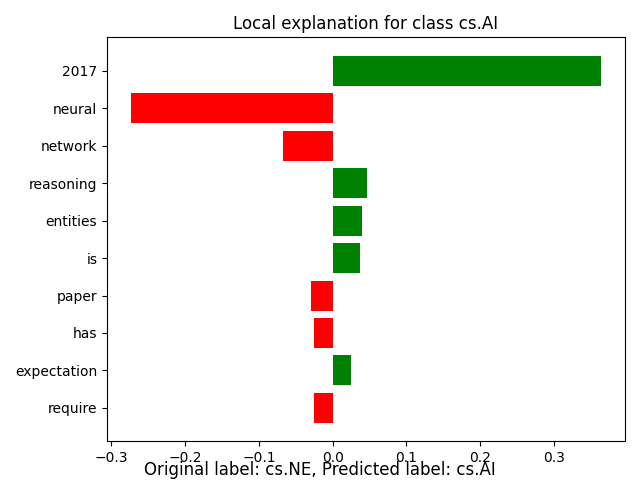 Local explanation for class cs.AI
2017
neural
network
reasoning
entities
is
paper
has
expectation
require
−0.3 −0.2 −0.1 0.0 0.1 0.2 0.3
Original label: cs.NE, Predicted label: cs.AI